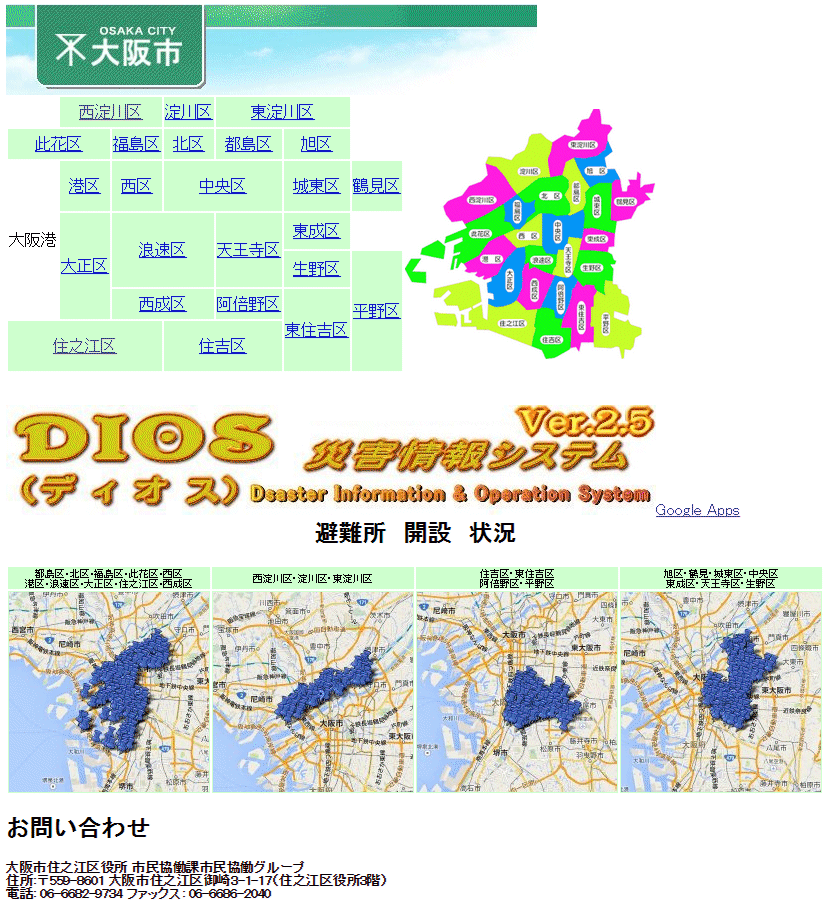 OSAKA CITY
大阪市
西淀川区 淀川区 東淀川区
此花区 福島区 北区 都島区 旭区
港区 西区 中央区 城東区 鶴見区
大阪港 大正区 浪速区 天王寺区 東成区
生野区
西成区 阿倍野区 東住吉区 平野区
住之江区 住吉区
東淀川区
淀川区 旭 区
西淀川区 福島区 北 区 都島区 城東区 鶴見区
此花区 西 区 中央区 東成区
港 区 大正区 浪速区 天王寺区 生野区
西成区 阿倍野区
住之江区 住吉区 東住吉区 平野区
DIOS
(ディオス)
Ver.2.5
災害情報システム
Dsaster Information & Operation System
Google Apps
避難所 開設 状況
都島区・北区・福島区・此花区・西区
港区・浪速区・大正区・住之江区・西成区
西淀川区・淀川区・東淀川区
住吉区・東住吉区
阿倍野区・平野区
旭区・鶴見・城東区・中央区
東成区・天王寺区・生野区
お問い合わせ
大阪市住之江区役所 市民協働課市民協働グループ
住所:〒559-8601 大阪市住之江区御崎3-1-17(住之江区役所3階)
電話: 06-6682-9734 ファックス: 06-6686-2040